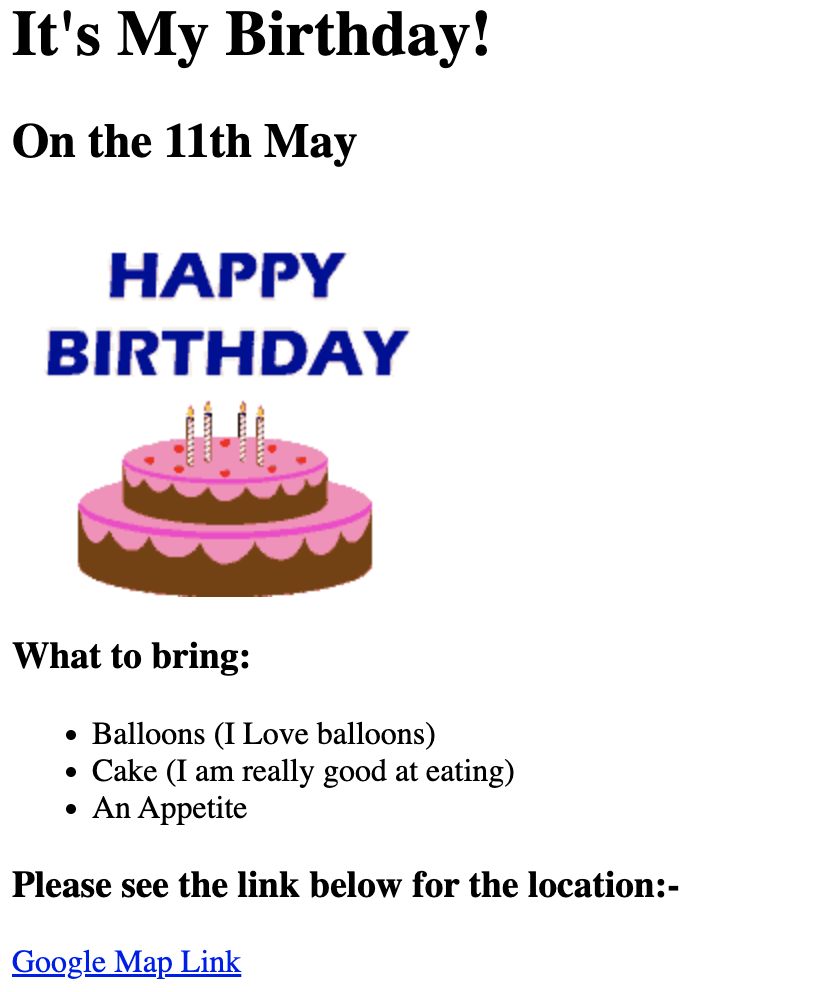 It's My Birthday!
On the 11th May
HAPPY
BIRTHDAY
What to bring:
• Balloons (I Love balloons)
• Cake (I am really good at eating)
• An Appetite
Please see the link below for the location:-
Google Map Link